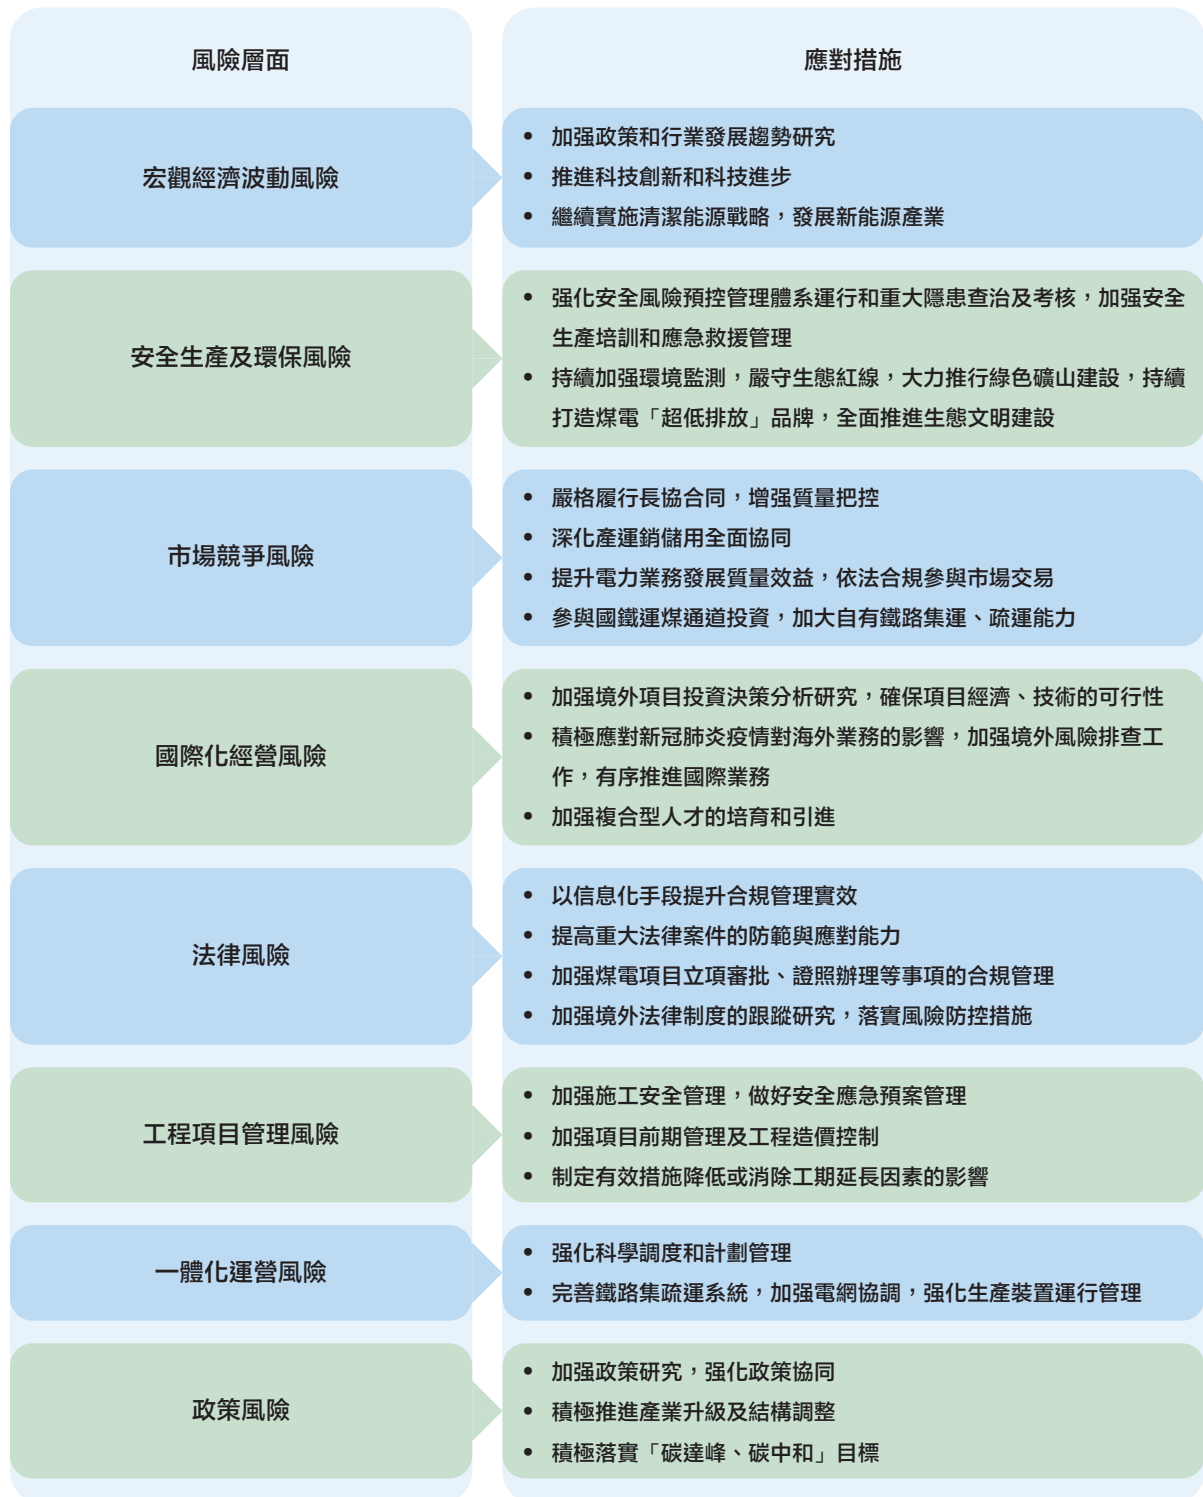 風險層面
應對措施
宏觀經濟波動風險
• 加强政策和行業發展趨勢研究
• 推進科技創新和科技進步
• 繼續實施清潔能源戰略，發展新能源產業
安全生產及環保風險
• 强化安全風險預控管理體系運行和重大隱患查治及考核，加强安全
生產培訓和應急救援管理
• 持續加强環境監測，嚴守生態紅線，大力推行綠色礦山建設，持續
打造煤電「超低排放」品牌，全面推進生態文明建設
市場競爭風險
• 嚴格履行長協合同，增强質量把控
• 深化產運銷儲用全面協同
• 提升電力業務發展質量效益，依法合規參與市場交易
• 參與國鐵運煤通道投資，加大自有鐵路集運、疏運能力
國際化經營風險
• 加强境外項目投資決策分析研究，確保項目經濟、技術的可行性
• 積極應對新冠肺炎疫情對海外業務的影響，加强境外風險排查工
作，有序推進國際業務
• 加强複合型人才的培育和引進
法律風險
• 以信息化手段提升合規管理實效
• 提高重大法律案件的防範與應對能力
• 加强煤電項目立項審批、證照辦理等事項的合規管理
• 加强境外法律制度的跟蹤研究，落實風險防控措施
工程項目管理風險
• 加强施工安全管理，做好安全應急預案管理
• 加强項目前期管理及工程造價控制
• 制定有效措施降低或消除工期延長因素的影響
一體化運營風險
• 强化科學調度和計劃管理
• 完善鐵路集疏運系統，加强電網協調，强化生產裝置運行管理
政策風險
• 加强政策研究，强化政策協同
• 積極推進產業升級及結構調整
• 積極落實「碳達峰、碳中和」目標